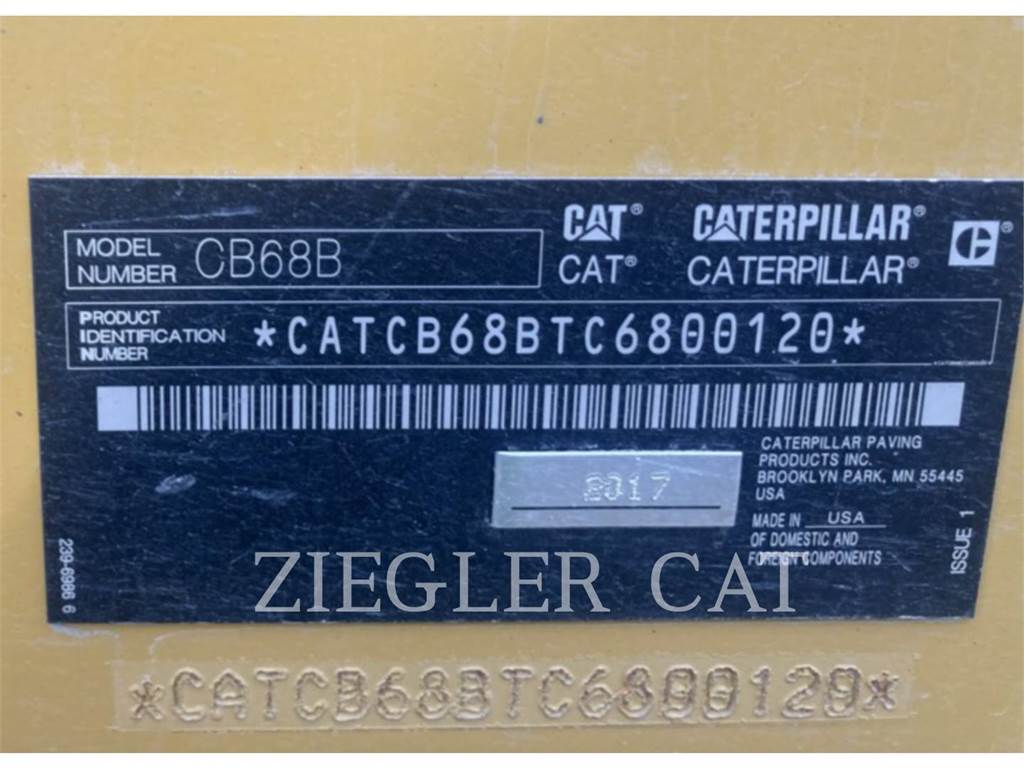 CAT® CATERPILLAR®
CAT® CATERPILLAR®
MODEL
NUMBER CB68B
PRODUCT
IDENTIFICATION
NUMBER *CATCB68BTC6800120*
CATERPILLAR PAVING
PRODUCTS INC.
BROOKLYN PARK, MN 55445
USA
2017
MADE IN USA
OF DOMESTIC AND
FOREIGN COMPONENTS
ISSUE 1
239-6986 6
ZIEGLER CAT
*CATCB68BTC6800120*